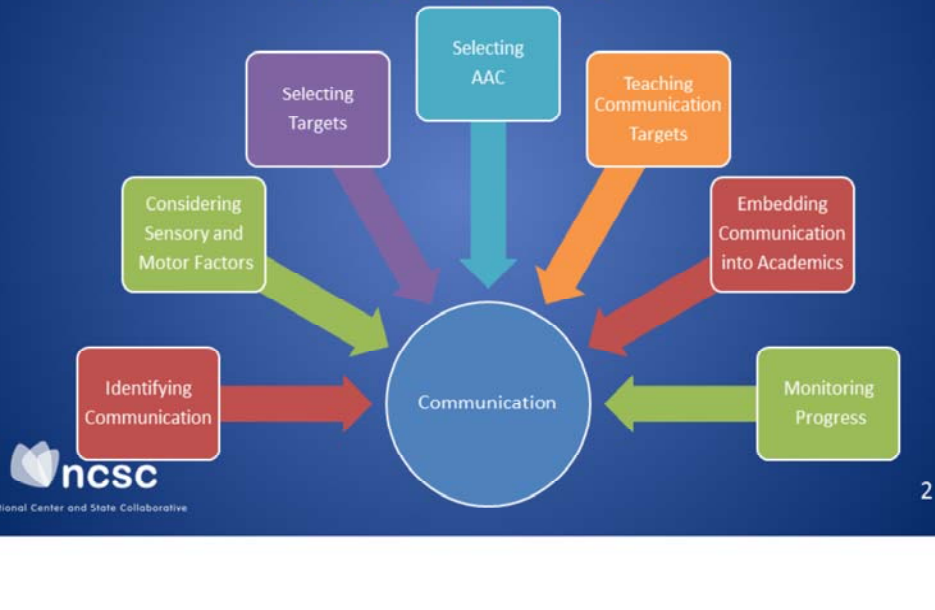 Selecting
AAC
Selecting
Targets
Teaching
Communication
Targets
Considering
Sensory and
Motor Factors
Embedding
Communication
into Academics
Identifying
Communication
Communication
Monitoring
Progress
ncsc
tional Center and State Collaborative
2